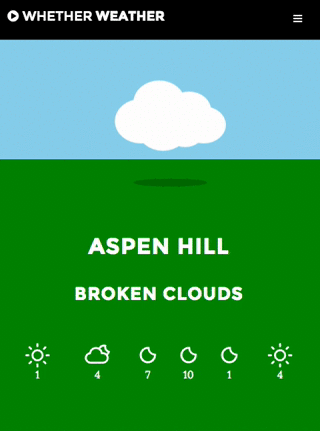 WHETHER WEATHER
ASPEN HILL
BROKEN CLOUDS
1 4 7 10 1 4